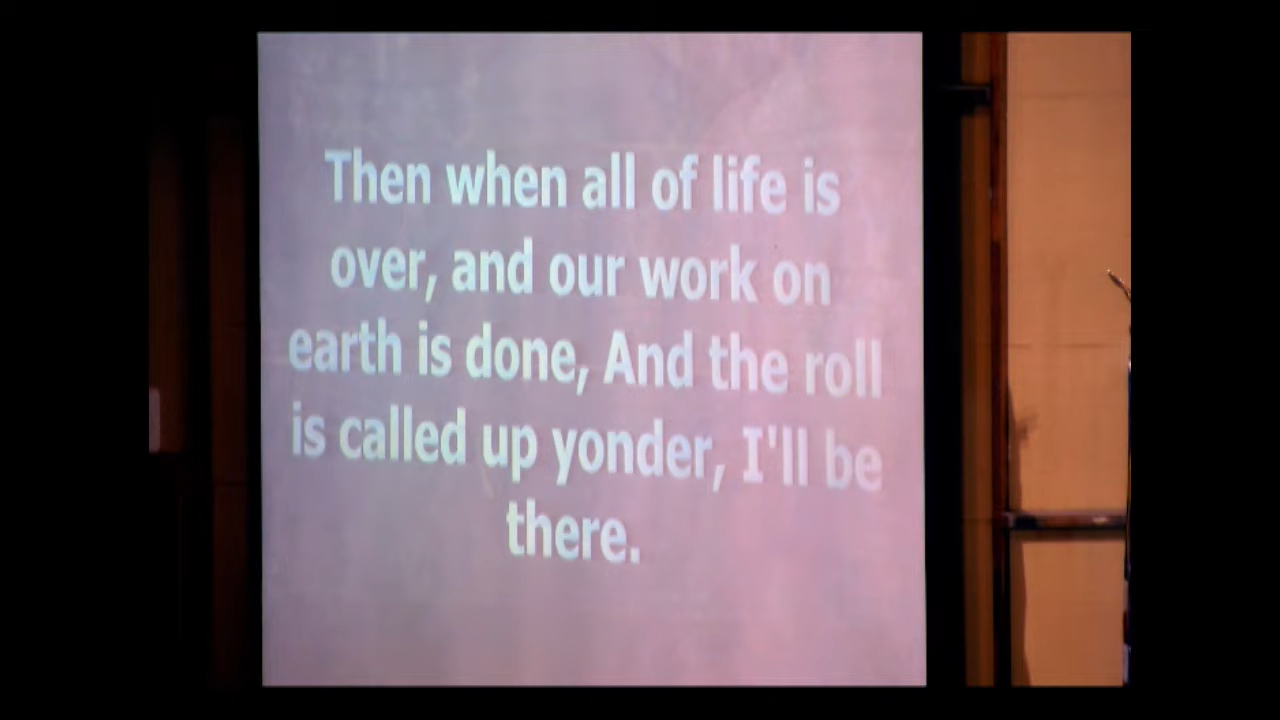 Then when all of life is
over, and our work on
earth is done, And the roll
is called up yonder, I'll be
there.